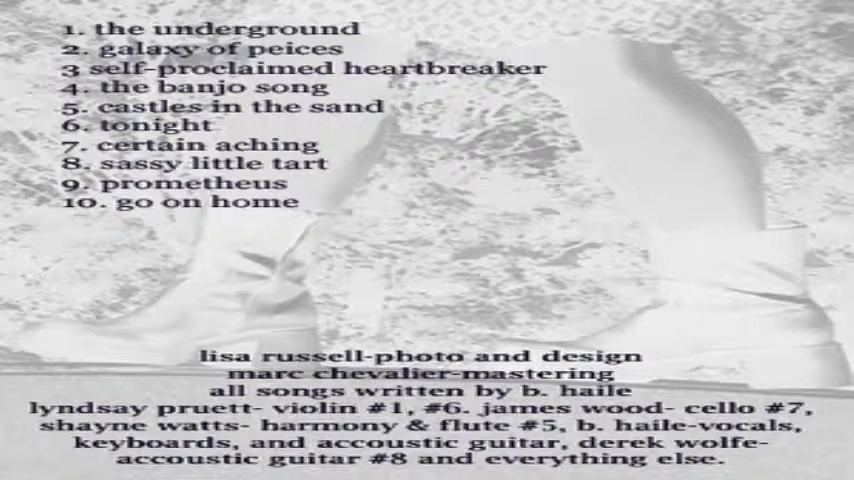 1. the underground
2. galaxy of peices
3 self-proclaimed heartbreaker
4. the banjo song
5. castles in the sand
6. tonight
7. certain aching
8. sassy little tart
9. prometheus
10. go on home
lisa russell-photo and design
marc chevalier-mastering
all songs written by b. haile
lyndsay pruett- violin #1, #6. james wood- cello #7,
shayne watts- harmony & flute #5, b. haile-vocals,
keyboards, and accoustic guitar, derek wolfe-
accoustic guitar #8 and everything else.